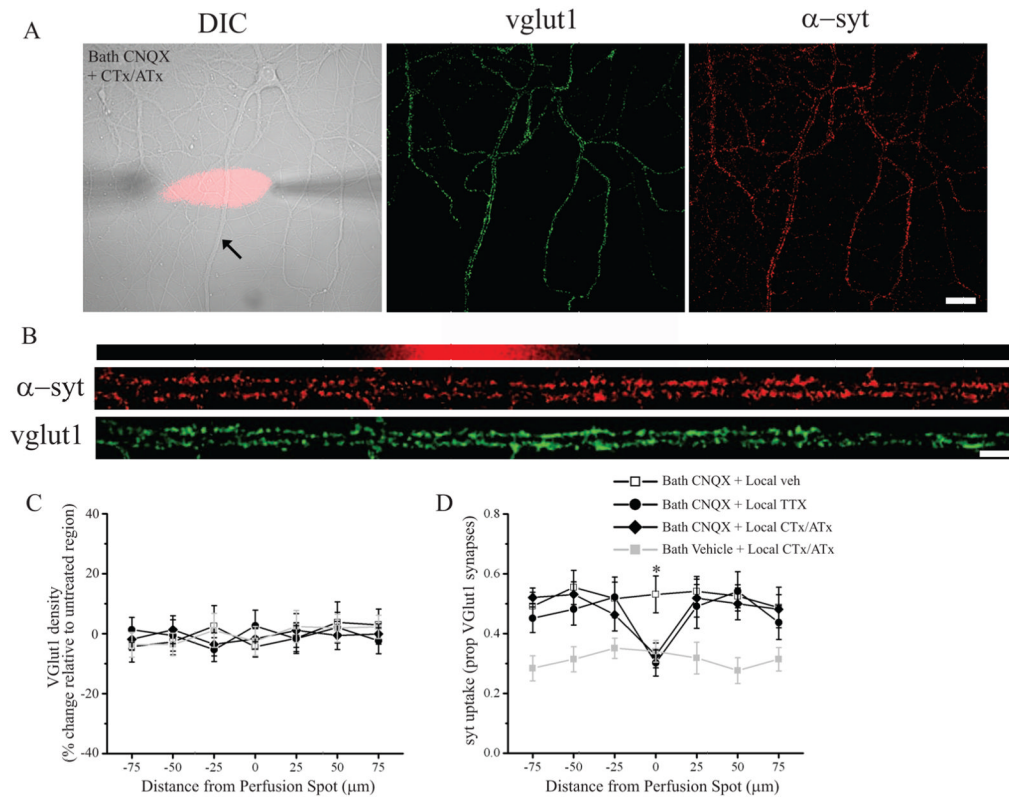 A
DIC
vglut1
α–syt
Bath CNQX
+ CTx/ATx
B
α–syt
vglut1
C
VGlut1 density
(% change relative to untreated region)
40
20
0
-20
-40
-75
-50
-25
0
25
50
75
Distance from Perfusion Spot (μm)
D
Bath CNQX + Local veh
Bath CNQX + Local TTX
Bath CNQX + Local CTx/ATx
Bath Vehicle + Local CTx/ATx
syt uptake (prop VGlut1 synapses)
0.8
0.6
0.4
0.2
0.0
*
-75
-50
-25
0
25
50
75
Distance from Perfusion Spot (μm)